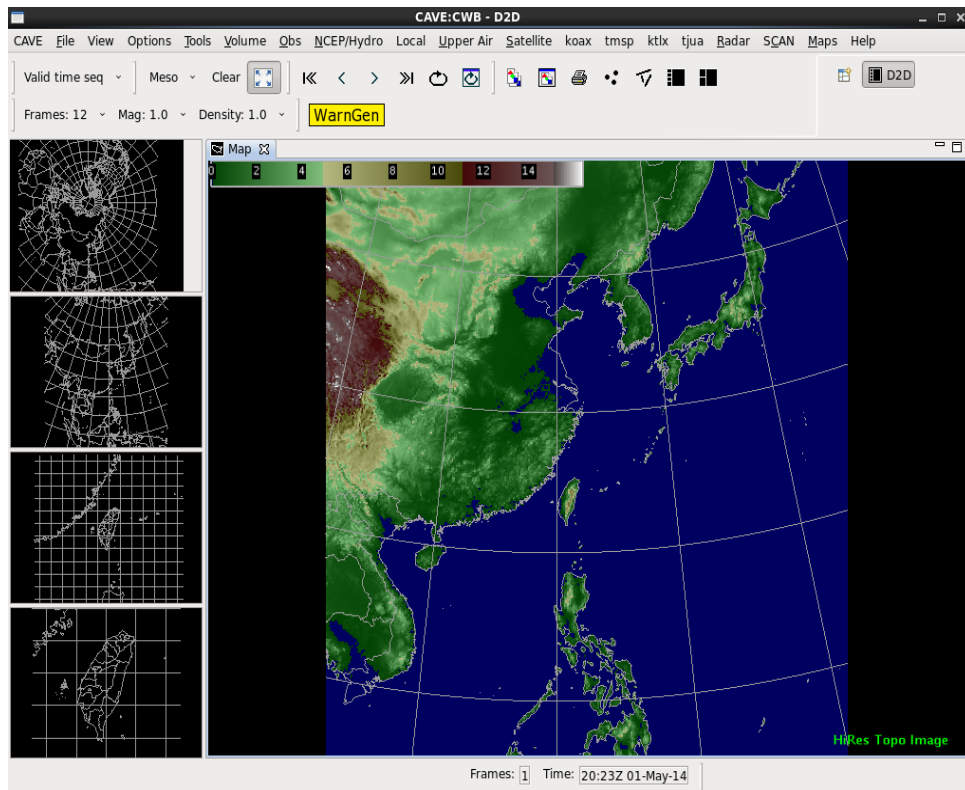 CAVE:CWB - D2D
CAVE File View Options Tools Volume Obs NCEP/Hydro Local Upper Air Satellite koax tmsp ktlx tjua Radar SCAN Maps Help
Valid time seq Meso Clear D2D
Frames: 12 Mag: 1.0 Density: 1.0 WarnGen
Map
0 2 4 6 8 10 12 14
HiRes Topo Image
Frames: 1 Time: 20:23Z 01-May-14